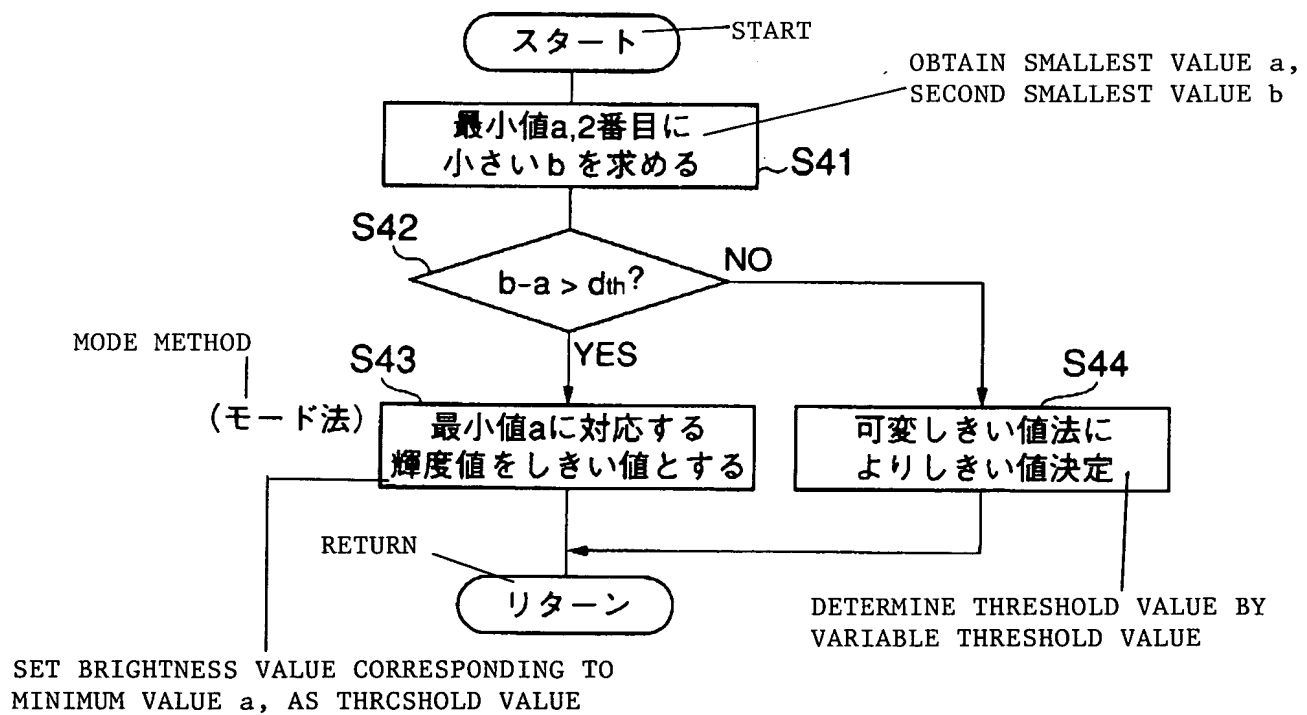 スタート
START
OBTAIN SMALLEST VALUE a,
SECOND SMALLEST VALUE b
最小値a,2番目に
小さいb を求める
S41
S42
b-a > dth?
NO
YES
MODE METHOD
(モード法)
S43
最小値aに対応する
輝度値をしきい値とする
S44
可変しきい値法に
よりしきい値決定
RETURN
リターン
DETERMINE THRESHOLD VALUE BY
VARIABLE THRESHOLD VALUE
SET BRIGHTNESS VALUE CORRESPONDING TO
MINIMUM VALUE a, AS THRCSHOLD VALUE